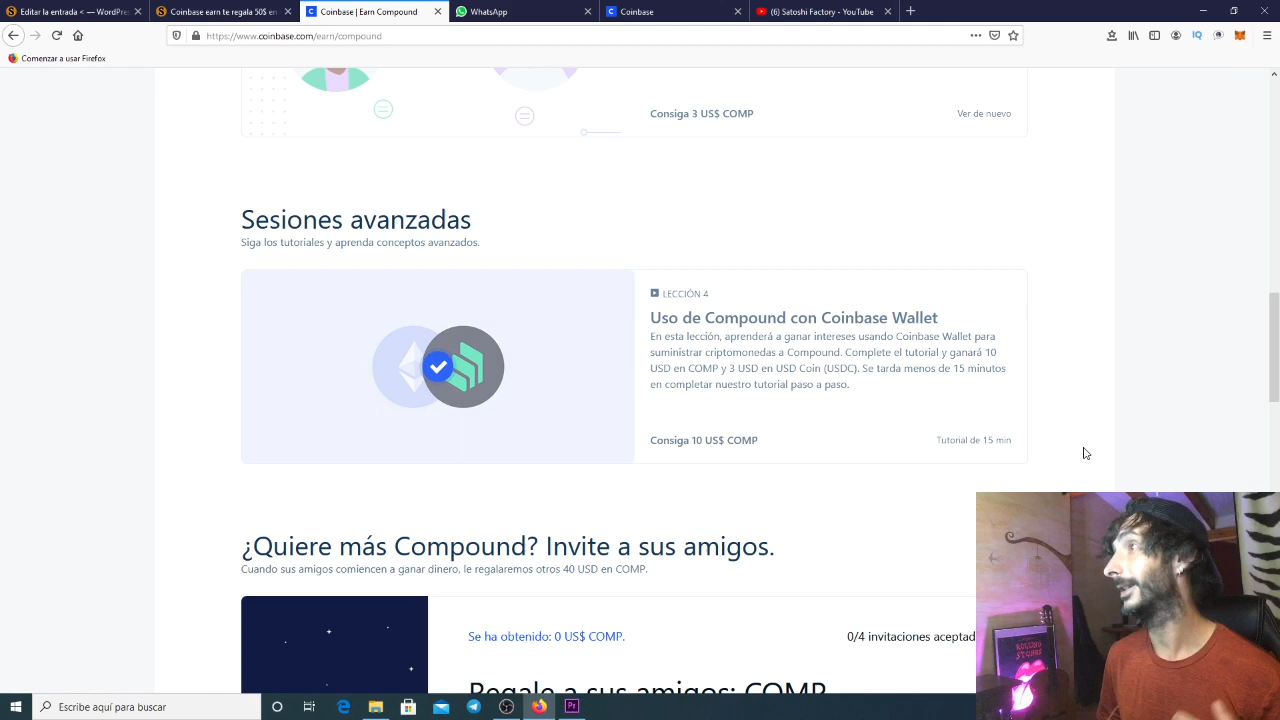 Editar la entrada < — WordPre
Coinbase earn te regala 50$ en
Coinbase | Earn Compound
WhatsApp
Coinbase
(6) Satoshi Factory - YouTube
https://www.coinbase.com/earn/compound
Comenzar a usar Firefox
Consiga 3 US$ COMP
Ver de nuevo
Sesiones avanzadas
Siga los tutoriales y aprenda conceptos avanzados.
LECCIÓN 4
Uso de Compound con Coinbase Wallet
En esta lección, aprenderá a ganar intereses usando Coinbase Wallet para
suministrar criptomonedas a Compound. Complete el tutorial y ganará 10
USD en COMP y 3 USD en USD Coin (USDC). Se tarda menos de 15 minutos
en completar nuestro tutorial paso a paso.
Consiga 10 US$ COMP
Tutorial de 15 min
¿Quiere más Compound? Invite a sus amigos.
Cuando sus amigos comiencen a ganar dinero, le regalaremos otros 40 USD en COMP.
Se ha obtenido: 0 US$ COMP.
0/4 invitaciones aceptad
Regale a sus amigos: COMP
ROLLING
STONES
Escribe aquí para buscar